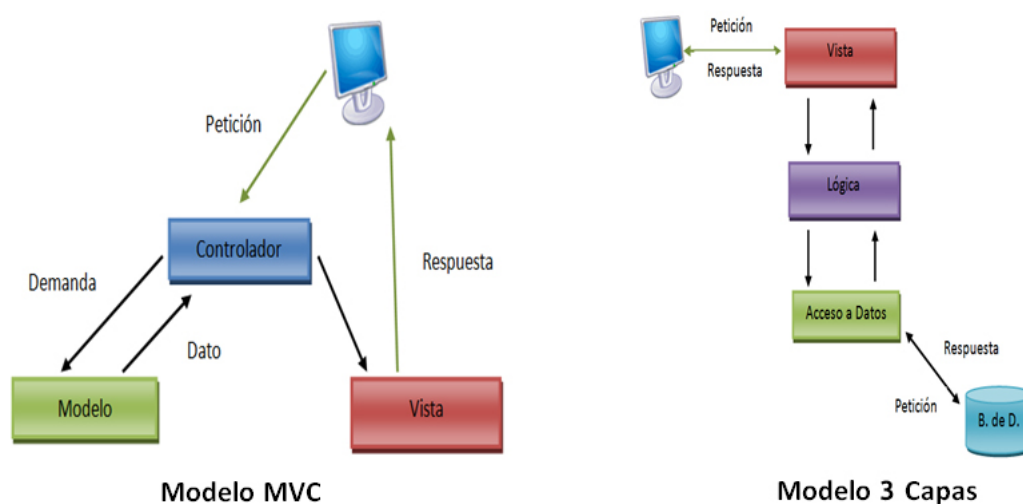 Petición
Controlador
Demanda
Dato
Respuesta
Modelo
Vista
Modelo MVC
Petición
Respuesta
Vista
Lógica
Acceso a Datos
Respuesta
Petición
B. de D.
Modelo 3 Capas